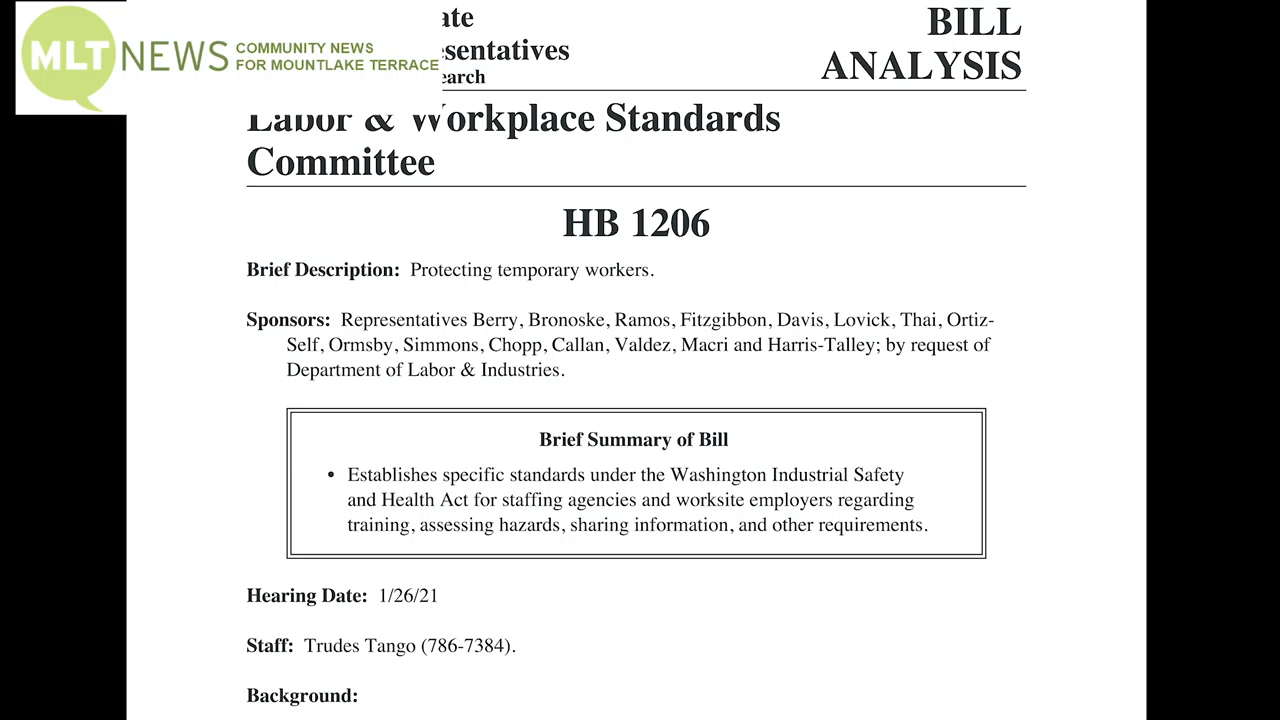 MLT NEWS COMMUNITY NEWS
FOR MOUNTLAKE TERRACE
BILL
ANALYSIS
Labor & Workplace Standards
Committee
HB 1206
Brief Description: Protecting temporary workers.
Sponsors: Representatives Berry, Bronoske, Ramos, Fitzgibbon, Davis, Lovick, Thai, Ortiz-
Self, Ormsby, Simmons, Chopp, Callan, Valdez, Macri and Harris-Talley; by request of
Department of Labor & Industries.
Brief Summary of Bill
• Establishes specific standards under the Washington Industrial Safety
and Health Act for staffing agencies and worksite employers regarding
training, assessing hazards, sharing information, and other requirements.
Hearing Date: 1/26/21
Staff: Trudes Tango (786-7384).
Background: